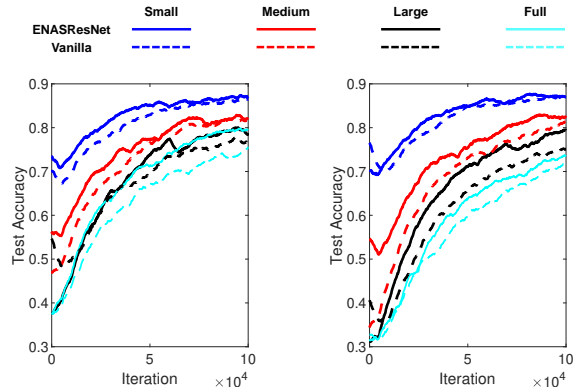 Small Medium Large Full
ENASResNet
Vanilla
0.9
0.8
0.7
0.6
0.5
0.4
0.3
Test Accuracy
0 5 10
Iteration ×10⁴
0.9
0.8
0.7
0.6
0.5
0.4
0.3
Test Accuracy
0 5 10
Iteration ×10⁴